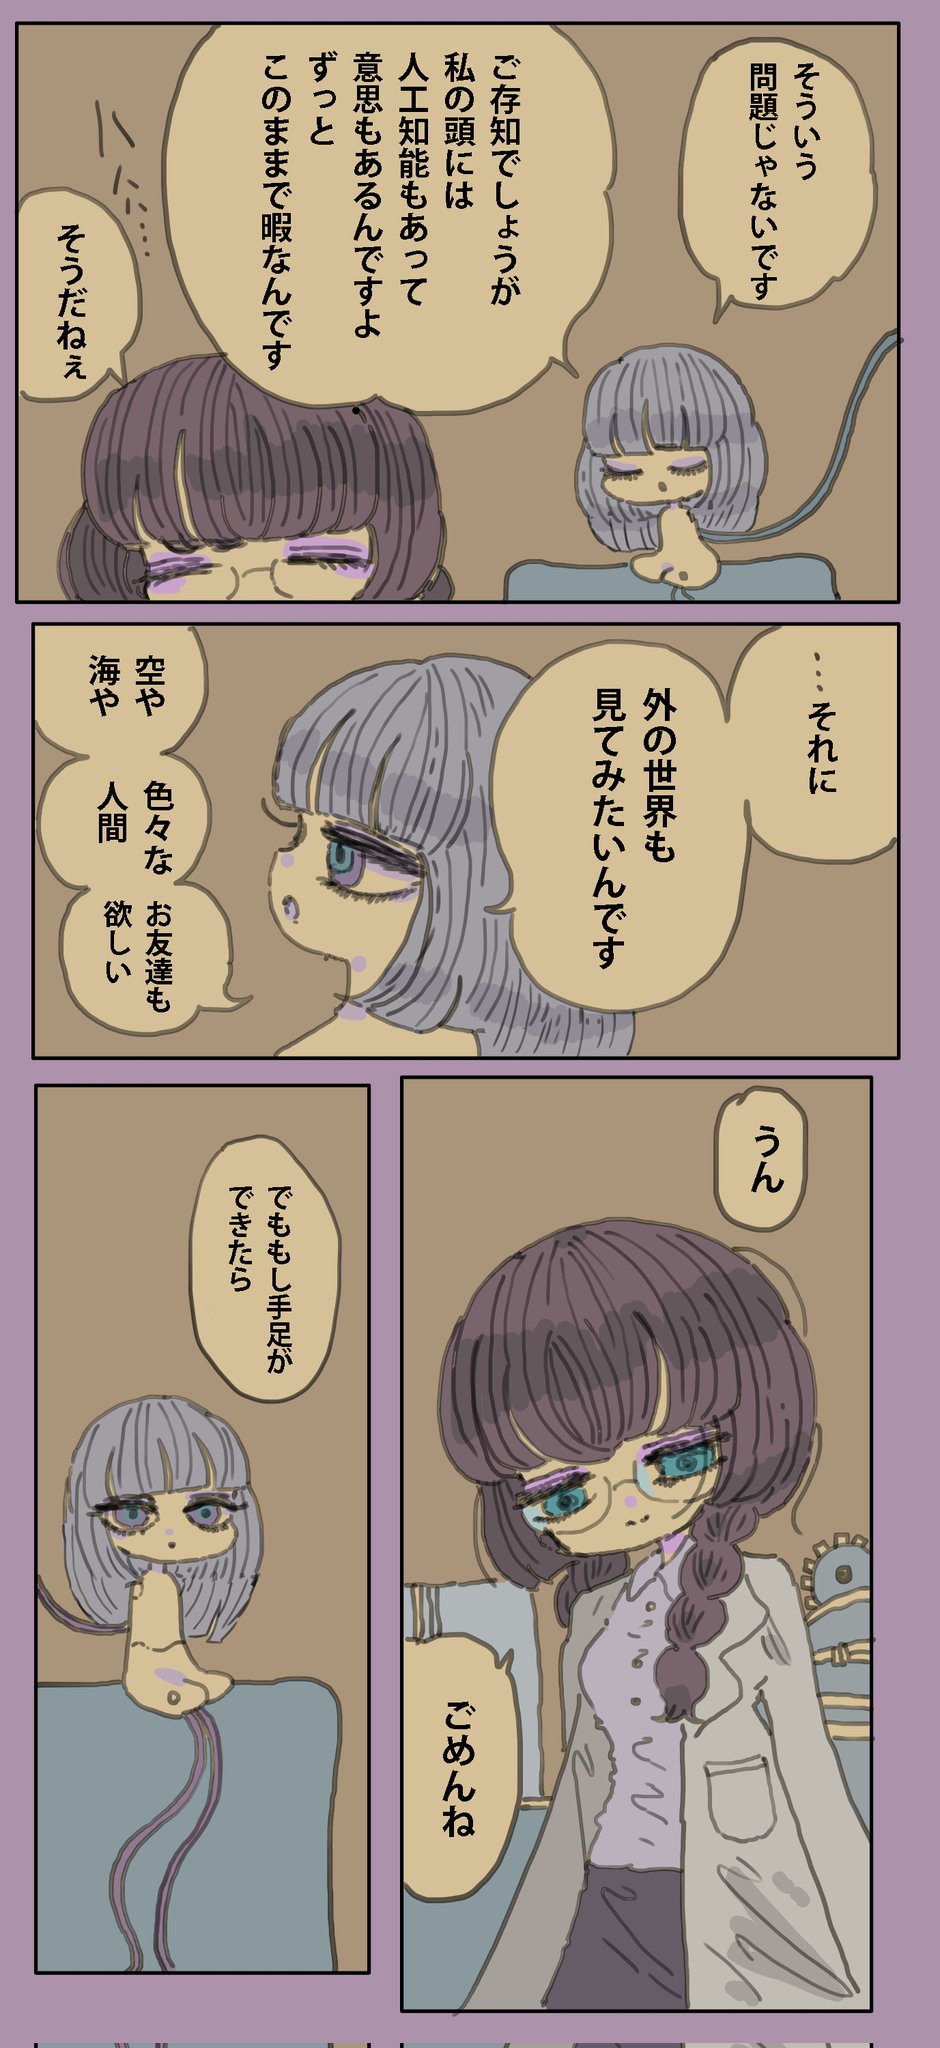 そういう
問題じゃないです
ご存知でしょうが
私の頭には
人工知能もあって
意思もあるんですよ
ずっと
このままで暇なんです
そうだねぇ
…それに
外の世界も
見てみたいんです
空や
海や
色々な
人間
お友達も
欲しい
うん
ごめんね
でももし手足が
できたら